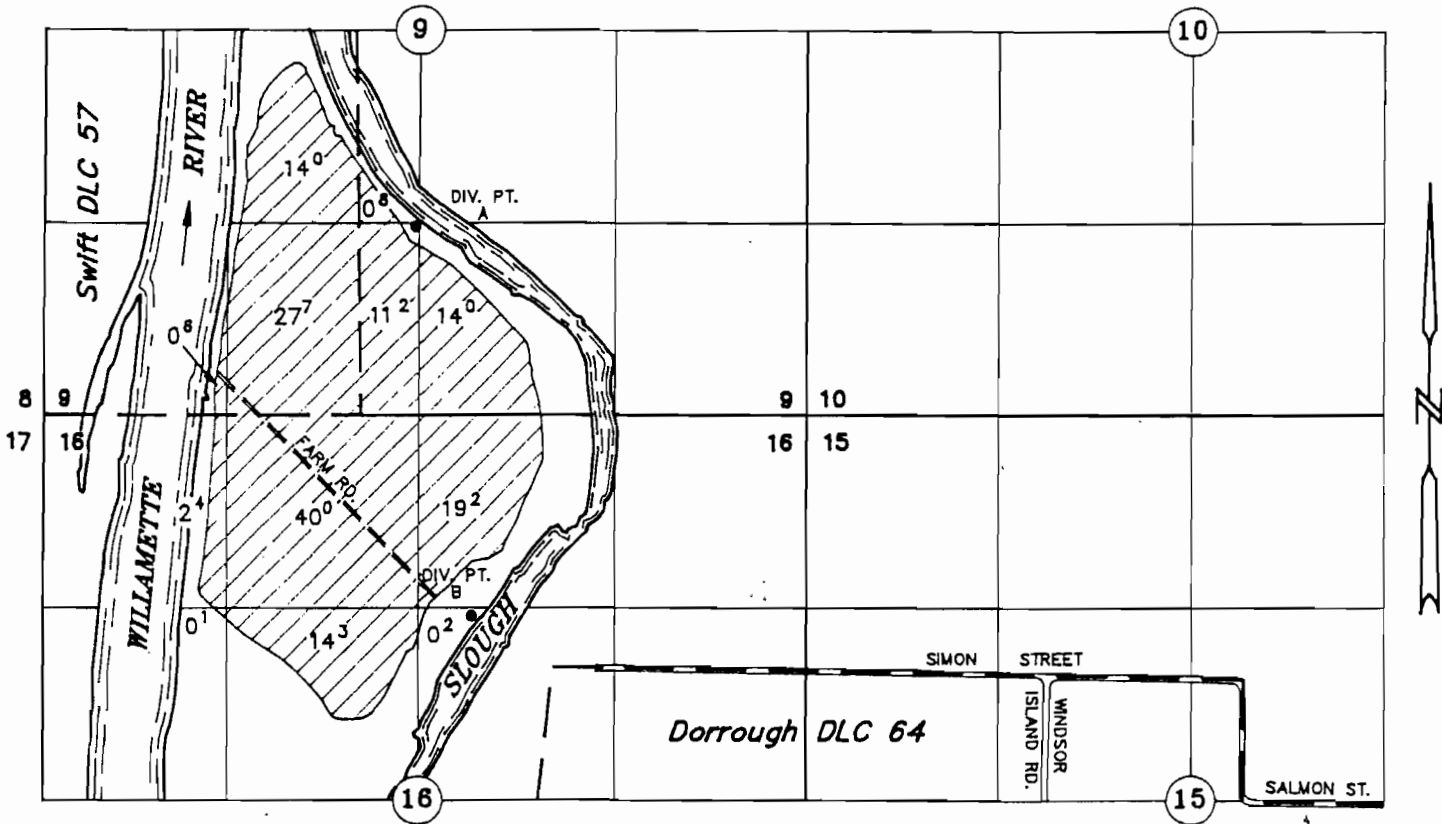 9
10
Swift DLC 57
RIVER
14⁰
0⁸
DIV. PT.
A
27⁷
11²
14⁰
0⁸
8 9
17 16
9 10
16 15
N
FARM RD.
WILLAMETTE
2⁴
40⁰
19²
DIV. PT.
B
0¹
14³
0²
SLOUGH
SIMON STREET
WINDSOR
ISLAND RD.
Dorrough DLC 64
16
15
SALMON ST.